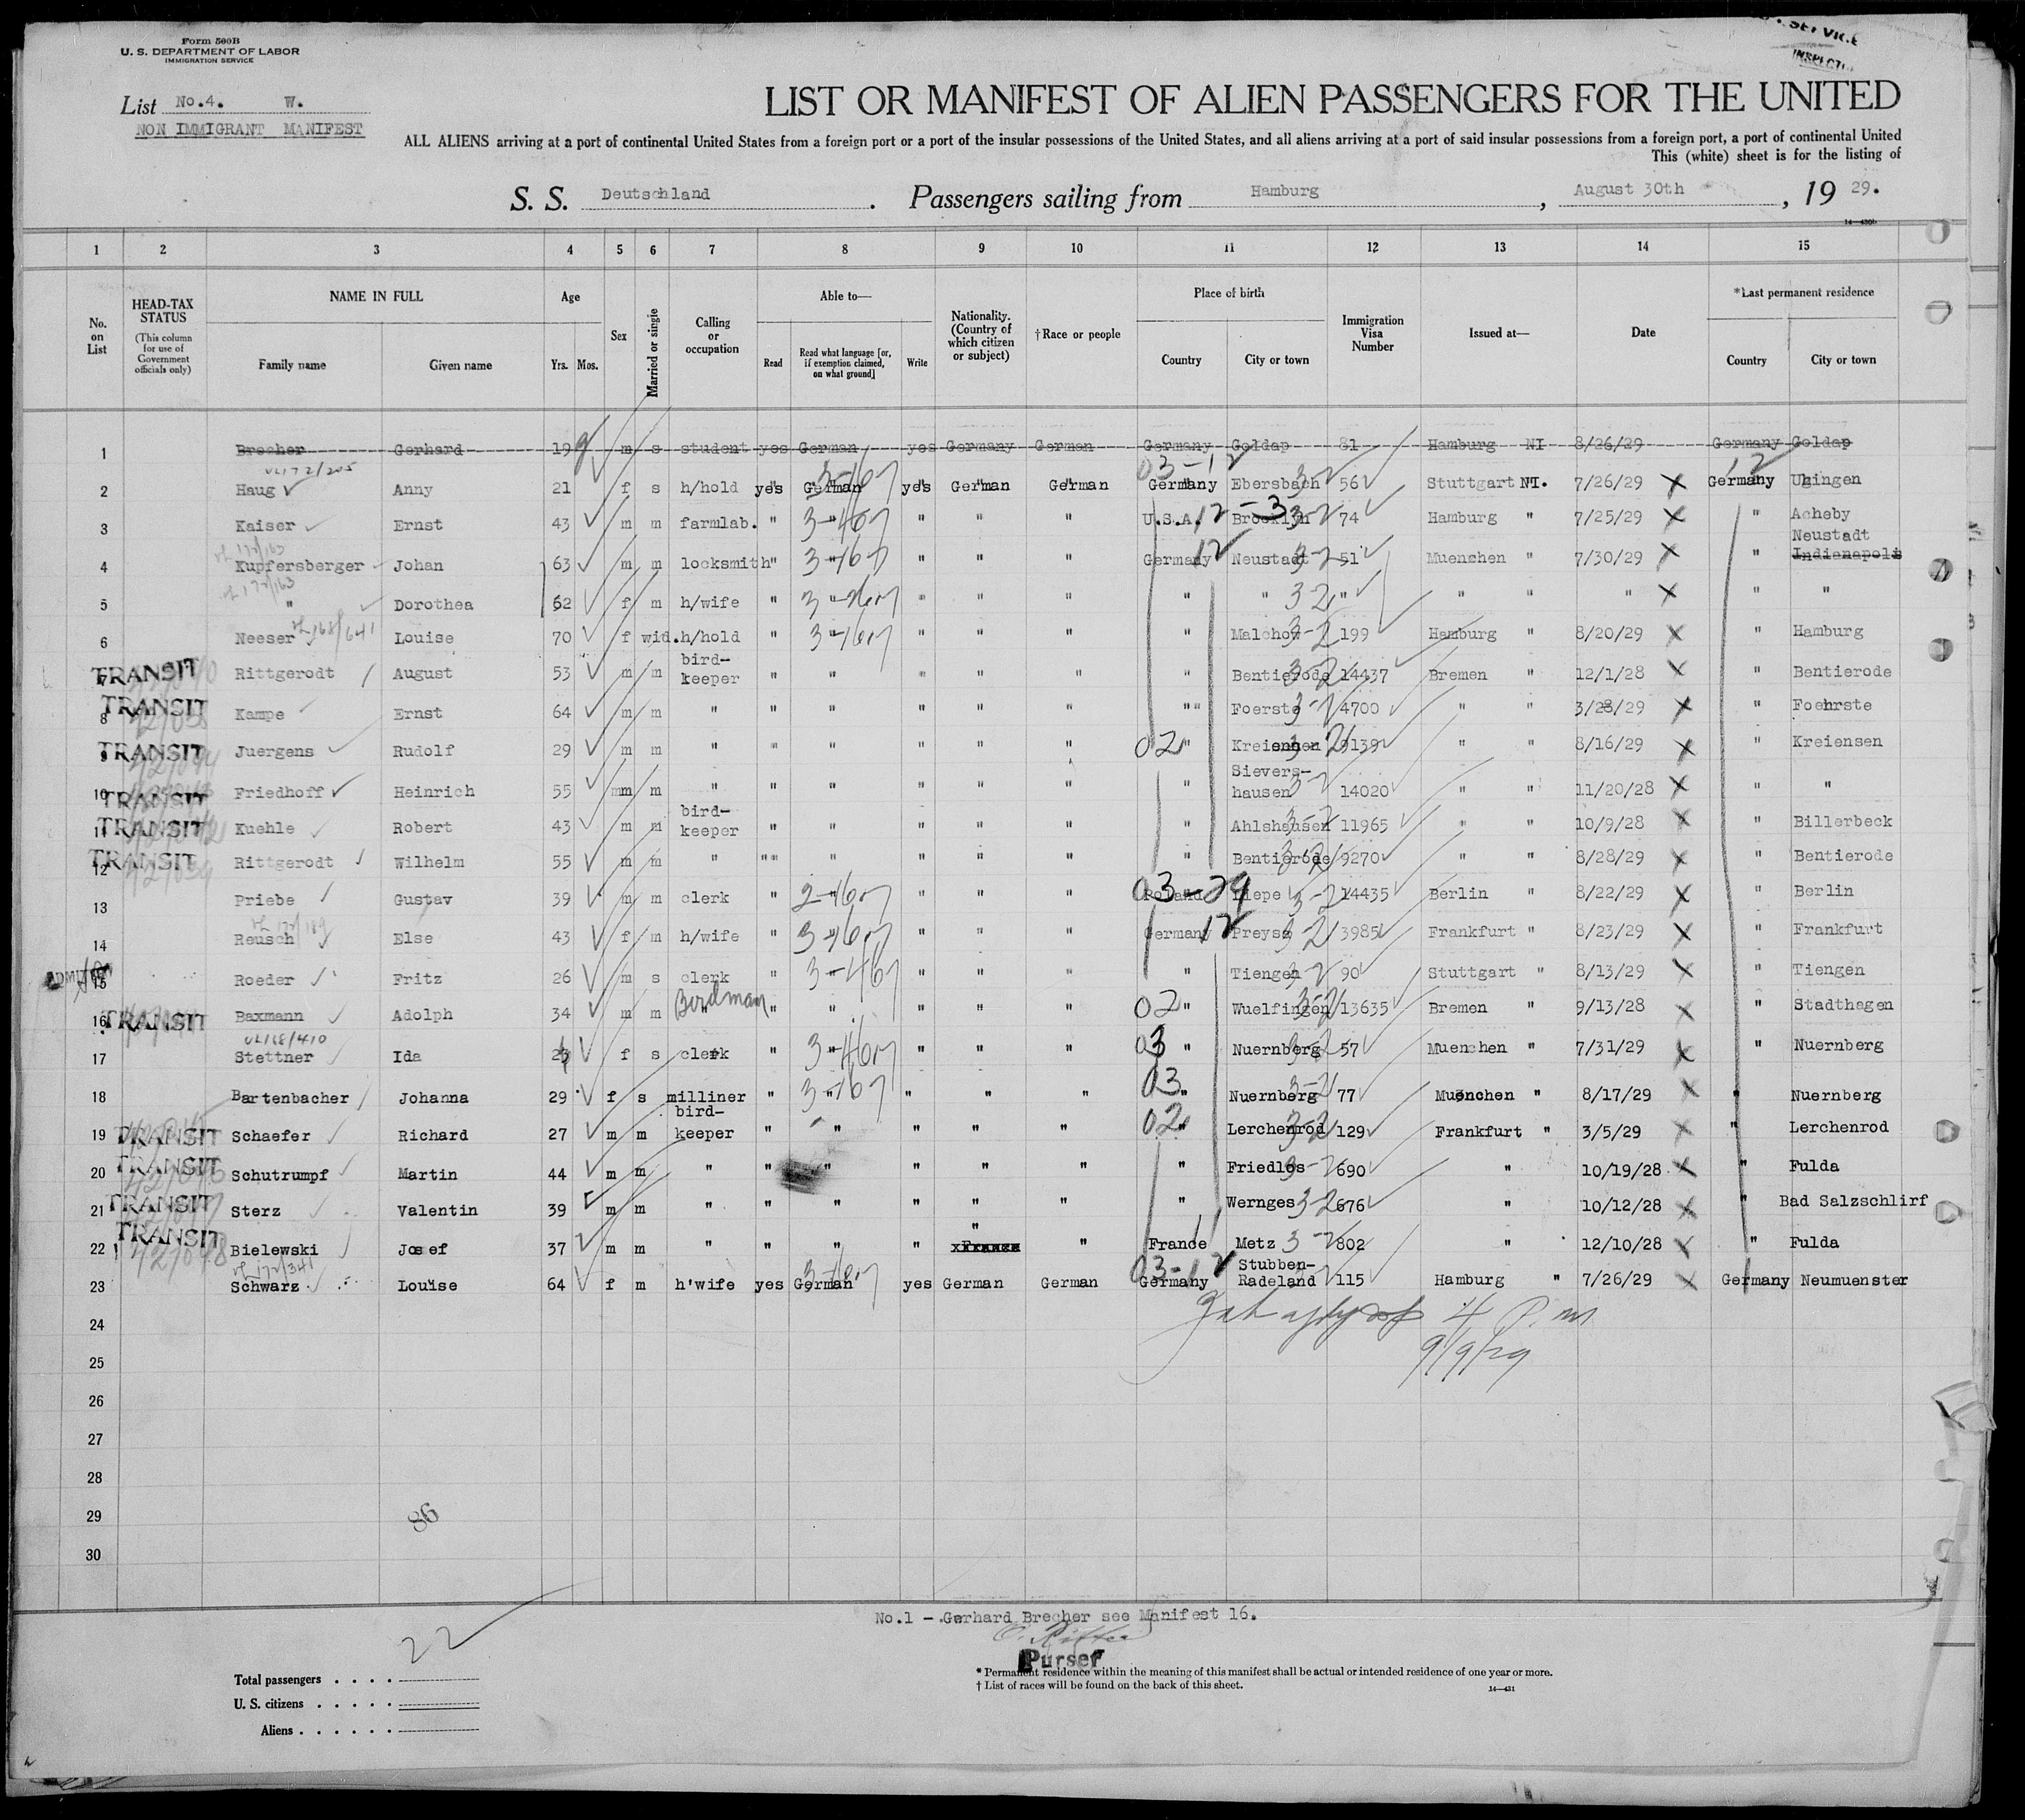 Form 500B
U. S. DEPARTMENT OF LABOR
IMMIGRATION SERVICE
SERVICE
INSPECT
List No.4. W.
NON IMMIGRANT MANIFEST
LIST OR MANIFEST OF ALIEN PASSENGERS FOR THE UNITED
ALL ALIENS arriving at a port of continental United States from a foreign port or a port of the insular possessions of the United States, and all aliens arriving at a port of said insular possessions from a foreign port, a port of continental United
This (white) sheet is for the listing of
S. S. Deutschland. Passengers sailing from Hamburg, August 30th, 19 29.
1 2 3 4 5 6 7 8 9 10 11 12 13 14 15
No. on List
HEAD-TAX STATUS
(This column for use of Government officials only)
NAME IN FULL
Family name Given name
Age
Yrs. Mos.
Sex
Married or single
Calling or occupation
Able to—
Read Read what language [or, if exemption claimed, on what ground] Write
Nationality. (Country of which citizen or subject)
†Race or people
Place of birth
Country City or town
Immigration Visa Number
Issued at—
Date
*Last permanent residence
Country City or town
1 Brecher Gerhard 19 m s student yes German yes Germany German Germany Goldap 81 Hamburg NI 8/26/29 Germany Goldap
2 Haug Anny 21 f s h/hold yes German yes German German Germany Ebersbach 56 Stuttgart NI. 7/26/29 Germany Uhingen
3 Kaiser Ernst 43 m m farmlab. " " " " " U.S.A. Brooklyn 74 Hamburg " 7/25/29 " Acheby
4 Kupfersberger Johan 63 m m locksmith " " " " " Germany Neustadt 51 Muenchen " 7/30/29 " Neustadt Indianapolis
5 " Dorothea 62 f m h/wife " " " " " " " " " " " " "
6 Neeser Louise 70 f wid. h/hold " " " " " " Malchow 199 Hamburg " 8/20/29 " Hamburg
7 TRANSIT Rittgerodt August 53 m m bird-keeper " " " " " " Bentierode 14437 Bremen " 12/1/28 " Bentierode
8 TRANSIT Kampe Ernst 64 m m " " " " " " "" Foerste 4700 " " 3/28/29 " Foehrste
9 TRANSIT Juergens Rudolf 29 m m " " " " " " " Kreiensen 9139 " " 8/16/29 " Kreiensen
10 TRANSIT Friedhoff Heinrich 55 mm m " " " " " " " Sievers-hausen 14020 " " 11/20/28 " "
11 TRANSIT Kuehle Robert 43 m m bird-keeper " " " " " " Ahlshausen 11965 " " 10/9/28 " Billerbeck
12 TRANSIT Rittgerodt Wilhelm 55 m m " "" " " " " " Bentierode 9270 " " 8/28/29 " Bentierode
13 Priebe Gustav 39 m m clerk " " " " " Poland 14435 Berlin " 8/22/29 " Berlin
14 Reusch Else 43 f m h/wife " " " " " Germany 3985 Frankfurt " 8/23/29 " Frankfurt
15 ADMITTED Roeder Fritz 26 m s clerk " " " " " " Tiengen 90 Stuttgart " 8/13/29 " Tiengen
16 TRANSIT Baxmann Adolph 34 m m " Birdman " " " " " " Wuelfingen 13635 Bremen " 9/13/28 " Stadthagen
17 Stettner Ida f s clerk " " " " " " Nuernberg 57 Muenchen " 7/31/29 " Nuernberg
18 Bartenbacher Johanna 29 f s milliner " " " " " " Nuernberg 77 Muenchen " 8/17/29 " Nuernberg
19 TRANSIT Schaefer Richard 27 m m bird-keeper " " " " " " Lerchenrod 129 Frankfurt " 3/5/29 " Lerchenrod
20 TRANSIT Schutrumpf Martin 44 m m " " " " " " " Friedlos 690 " 10/19/28 " Fulda
21 TRANSIT Sterz Valentin 39 m m " " " " " " " Wernges 676 " 10/12/28 " Bad Salzschlirf
22 TRANSIT Bielewski Josef 37 m m " " " " " " France Metz 802 " 12/10/28 " Fulda
23 Schwarz Louise 64 f m h'wife yes German yes German German Germany Stubben-Radeland 115 Hamburg " 7/26/29 Germany Neumuenster
4 P.m
9/9/29
24
25
26
27
28
29
30
86
22
No.1 - Gerhard Brecher see Manifest 16.
Purser
Total passengers
U. S. citizens
Aliens
* Permanent residence within the meaning of this manifest shall be actual or intended residence of one year or more.
† List of races will be found on the back of this sheet.
14—431